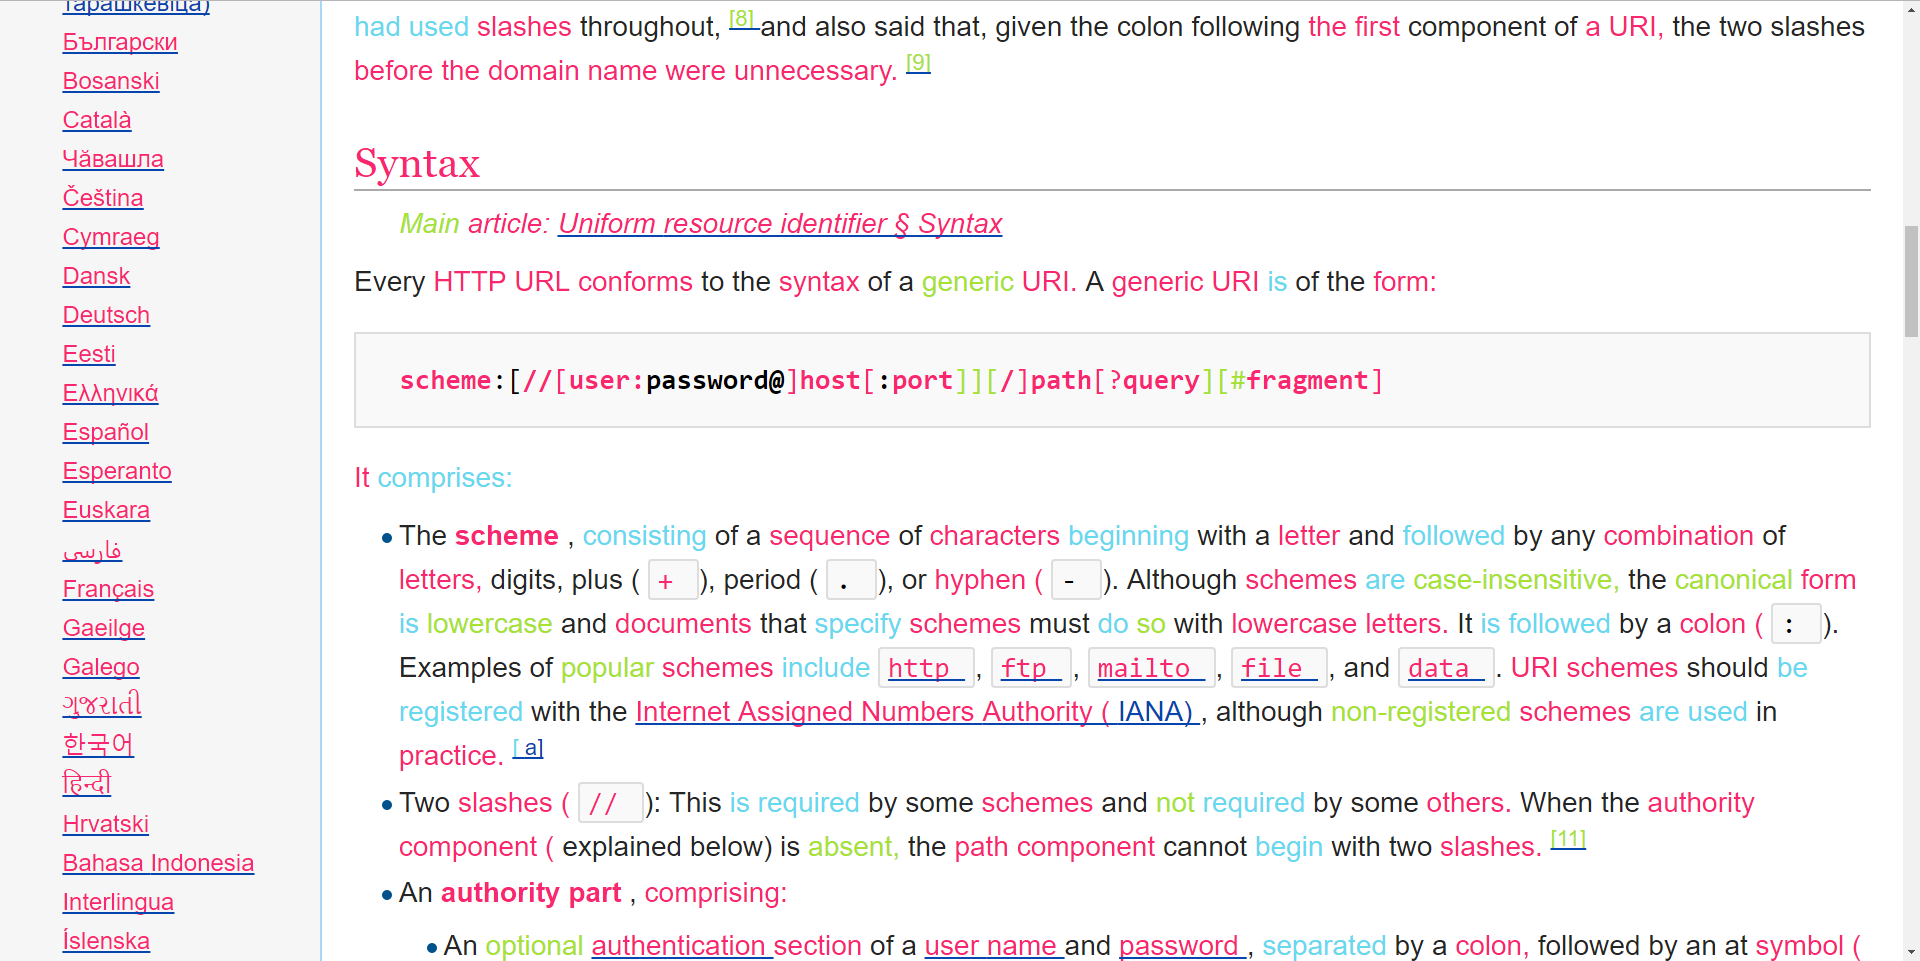 тарашкевіца)
Български
Bosanski
Català
Чӑвашла
Čeština
Cymraeg
Dansk
Deutsch
Eesti
Ελληνικά
Español
Esperanto
Euskara
فارسی
Français
Gaeilge
Galego
ગુજરાતી
한국어
हिन्दी
Hrvatski
Bahasa Indonesia
Interlingua
Íslenska
had used slashes throughout, [8] and also said that, given the colon following the first component of a URI, the two slashes
before the domain name were unnecessary. [9]
Syntax
Main article: Uniform resource identifier § Syntax
Every HTTP URL conforms to the syntax of a generic URI. A generic URI is of the form:
scheme:[//[user:password@]host[:port]][/]path[?query][#fragment]
It comprises:
• The scheme , consisting of a sequence of characters beginning with a letter and followed by any combination of
letters, digits, plus ( + ), period ( . ), or hyphen ( - ). Although schemes are case-insensitive, the canonical form
is lowercase and documents that specify schemes must do so with lowercase letters. It is followed by a colon ( : ).
Examples of popular schemes include http , ftp , mailto , file , and data . URI schemes should be
registered with the Internet Assigned Numbers Authority ( IANA) , although non-registered schemes are used in
practice. [ a]
• Two slashes ( // ): This is required by some schemes and not required by some others. When the authority
component ( explained below) is absent, the path component cannot begin with two slashes. [11]
• An authority part , comprising:
• An optional authentication section of a user name and password , separated by a colon, followed by an at symbol (